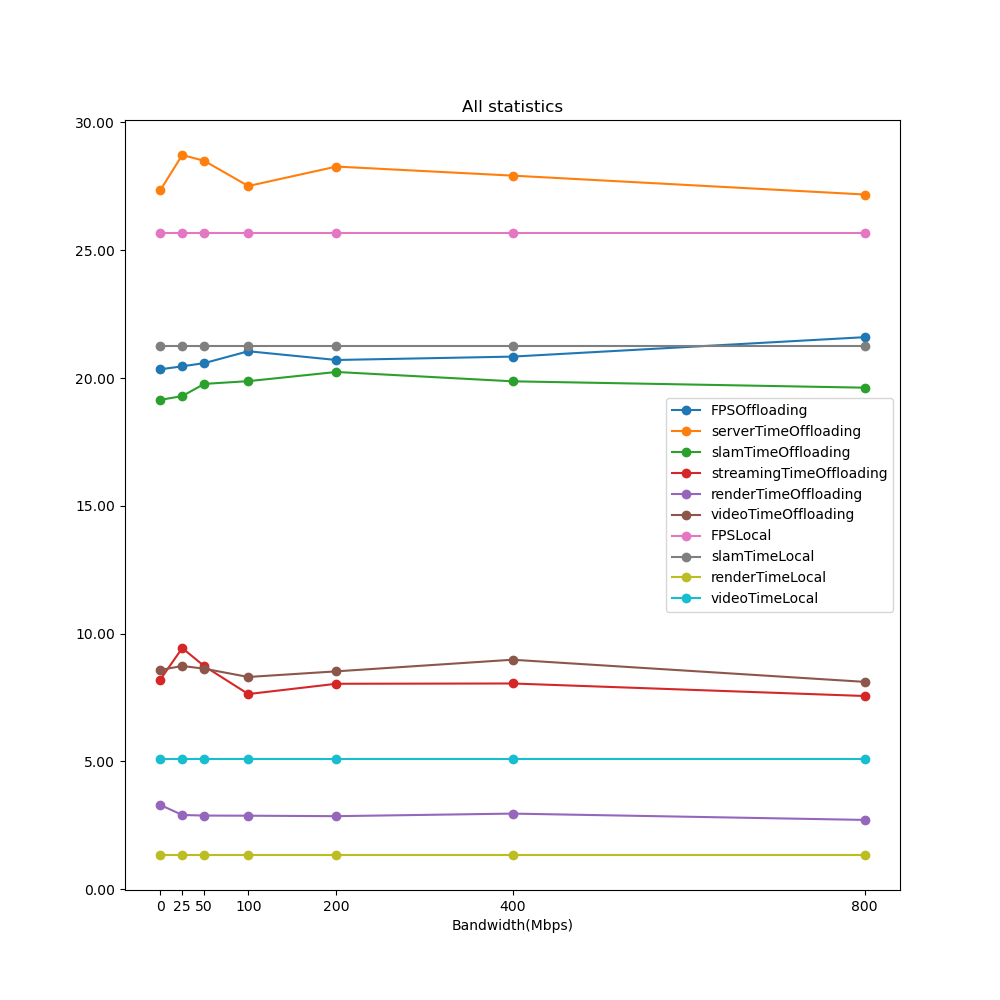 All statistics
30.00
25.00
20.00
15.00
10.00
5.00
0.00
FPSOffloading
serverTimeOffloading
slamTimeOffloading
streamingTimeOffloading
renderTimeOffloading
videoTimeOffloading
FPSLocal
slamTimeLocal
renderTimeLocal
videoTimeLocal
0 25 50 100 200 400 800
Bandwidth(Mbps)